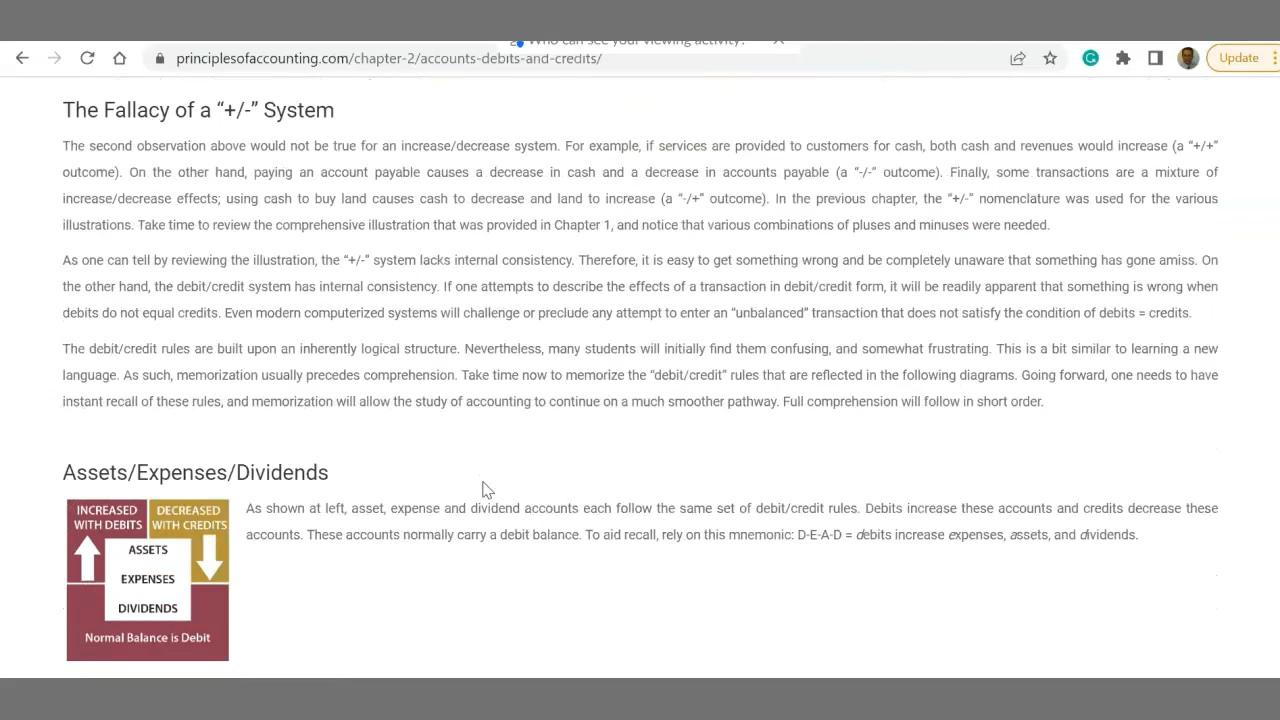 Who can see your viewing activity?
principlesofaccounting.com/chapter-2/accounts-debits-and-credits/
Update
The Fallacy of a “+/-” System
The second observation above would not be true for an increase/decrease system. For example, if services are provided to customers for cash, both cash and revenues would increase (a “+/+”
outcome). On the other hand, paying an account payable causes a decrease in cash and a decrease in accounts payable (a “-/-” outcome). Finally, some transactions are a mixture of
increase/decrease effects; using cash to buy land causes cash to decrease and land to increase (a “-/+” outcome). In the previous chapter, the “+/-” nomenclature was used for the various
illustrations. Take time to review the comprehensive illustration that was provided in Chapter 1, and notice that various combinations of pluses and minuses were needed.
As one can tell by reviewing the illustration, the “+/-” system lacks internal consistency. Therefore, it is easy to get something wrong and be completely unaware that something has gone amiss. On
the other hand, the debit/credit system has internal consistency. If one attempts to describe the effects of a transaction in debit/credit form, it will be readily apparent that something is wrong when
debits do not equal credits. Even modern computerized systems will challenge or preclude any attempt to enter an “unbalanced” transaction that does not satisfy the condition of debits = credits.
The debit/credit rules are built upon an inherently logical structure. Nevertheless, many students will initially find them confusing, and somewhat frustrating. This is a bit similar to learning a new
language. As such, memorization usually precedes comprehension. Take time now to memorize the “debit/credit” rules that are reflected in the following diagrams. Going forward, one needs to have
instant recall of these rules, and memorization will allow the study of accounting to continue on a much smoother pathway. Full comprehension will follow in short order.
Assets/Expenses/Dividends
INCREASED WITH DEBITS
DECREASED WITH CREDITS
ASSETS
EXPENSES
DIVIDENDS
Normal Balance is Debit
As shown at left, asset, expense and dividend accounts each follow the same set of debit/credit rules. Debits increase these accounts and credits decrease these
accounts. These accounts normally carry a debit balance. To aid recall, rely on this mnemonic: D-E-A-D = debits increase expenses, assets, and dividends.